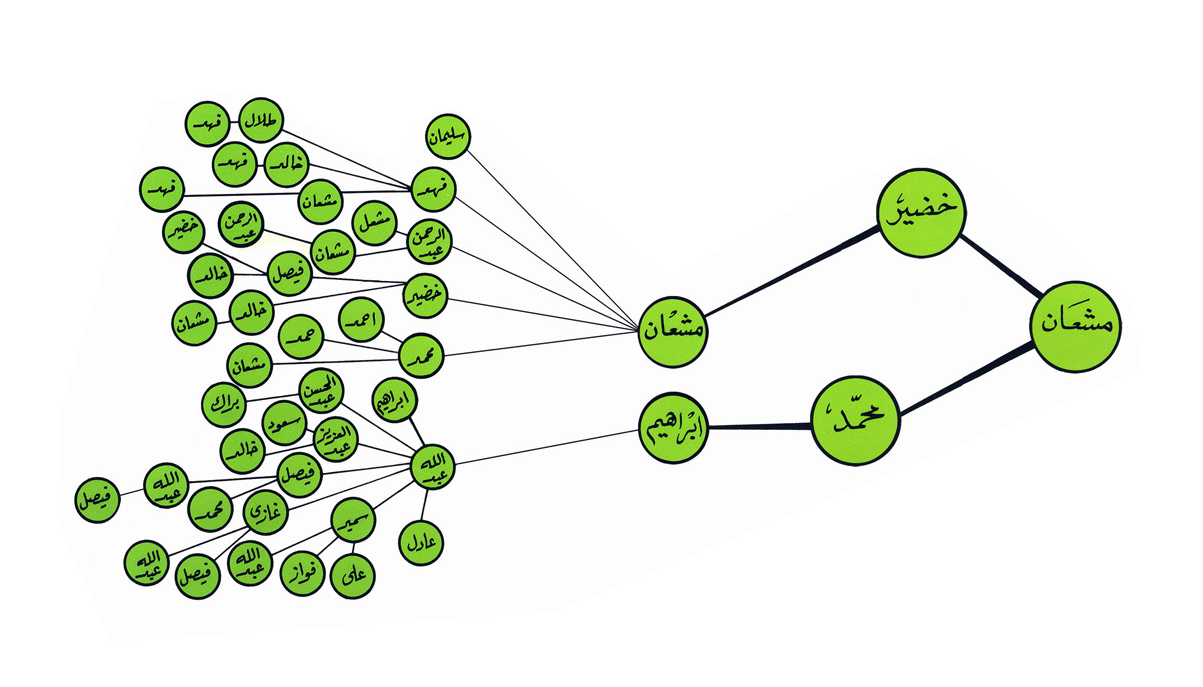 مشعان
خضير
محمد
مشعان
ابراهيم
سليمان
فهد
طلال
فهد
خالد
فهد
مشعان
فهد
عبد الرحمن
مشعل
مشعان
عبد الرحمن
خضير
فيصل
خضير
خالد
خالد
مشعان
محمد
احمد
حمد
مشعان
عبد الله
ابراهيم
عبد المحسن
براك
عبد العزيز
سعود
خالد
فيصل
عبد الله
فيصل
محمد
غازي
عبد الله
فيصل
سمير
عبد الله
فواز
على
عادل